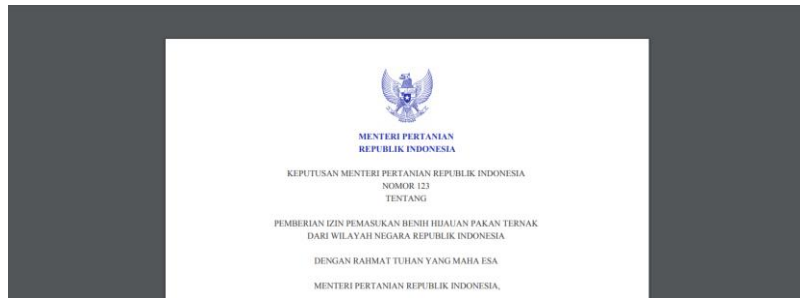 MENTERI PERTANIAN
REPUBLIK INDONESIA
KEPUTUSAN MENTERI PERTANIAN REPUBLIK INDONESIA
NOMOR 123
TENTANG
PEMBERIAN IZIN PEMASUKAN BENIH HIJAUAN PAKAN TERNAK
DARI WILAYAH NEGARA REPUBLIK INDONESIA
DENGAN RAHMAT TUHAN YANG MAHA ESA
MENTERI PERTANIAN REPUBLIK INDONESIA,